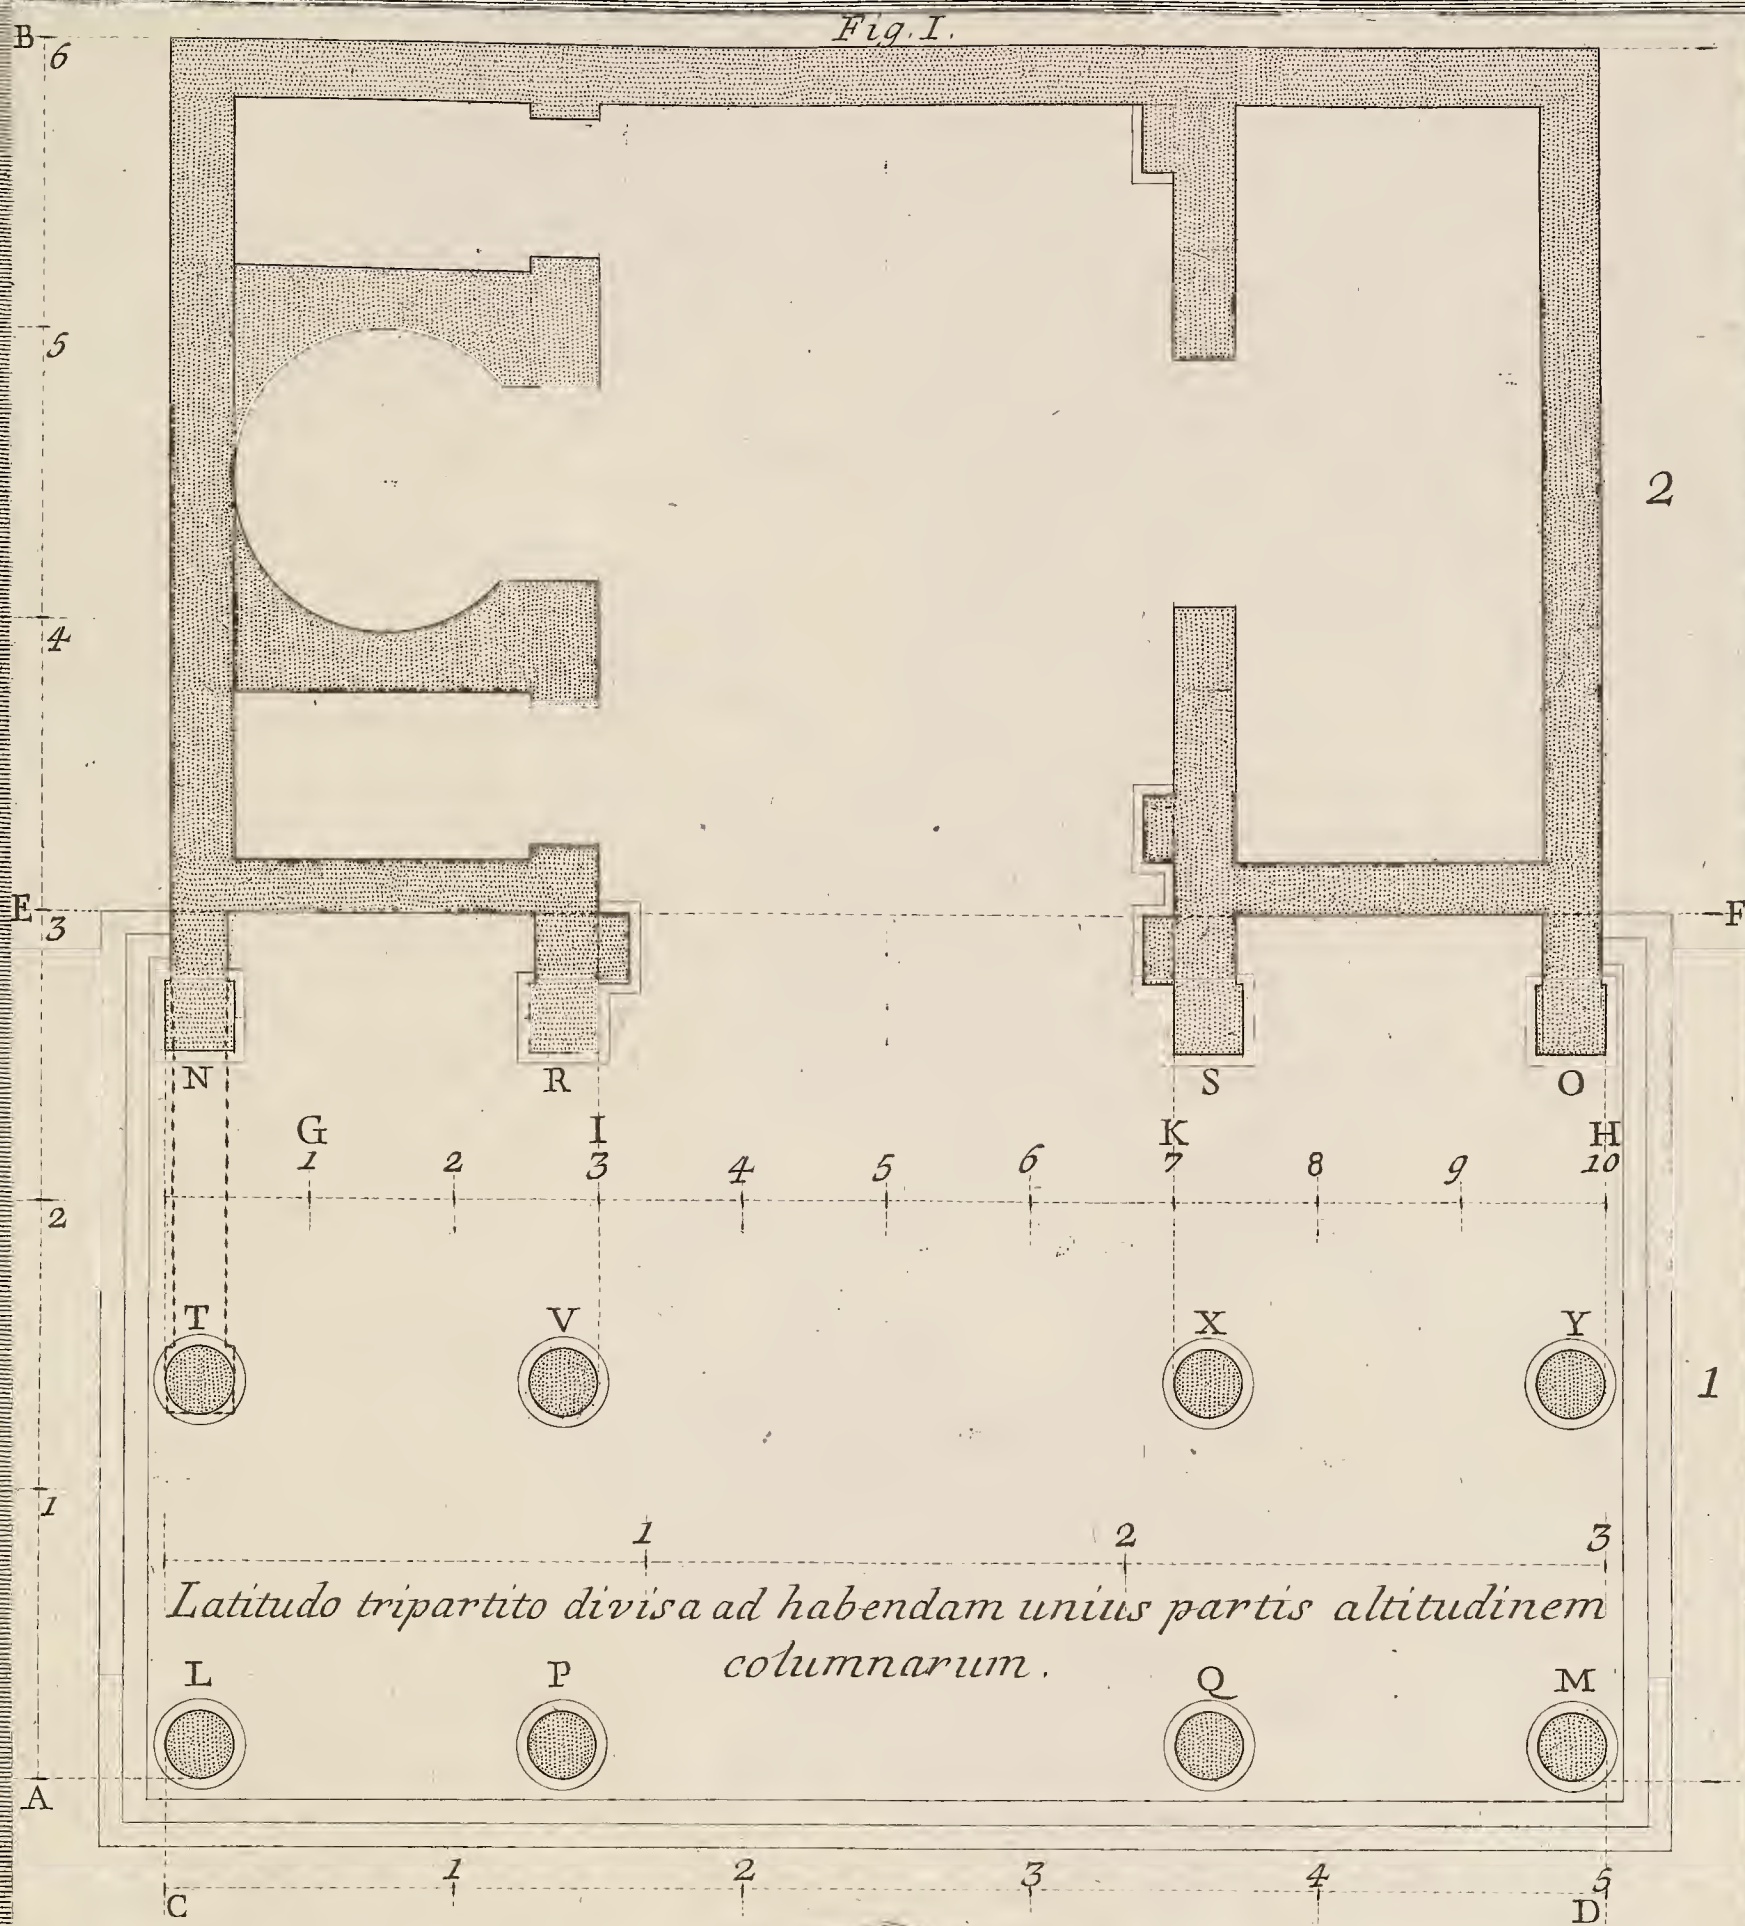 Fig. I.
B
6
5
2
4
E
3
F
N R S O
G I K H
1 2 3 4 5 6 7 8 9 10
2
T V X Y
1
1
1 2 3
Latitudo tripartito divisa ad habendam unius partis altitudinem
columnarum.
L P Q M
A
1 2 3 4 5
C D